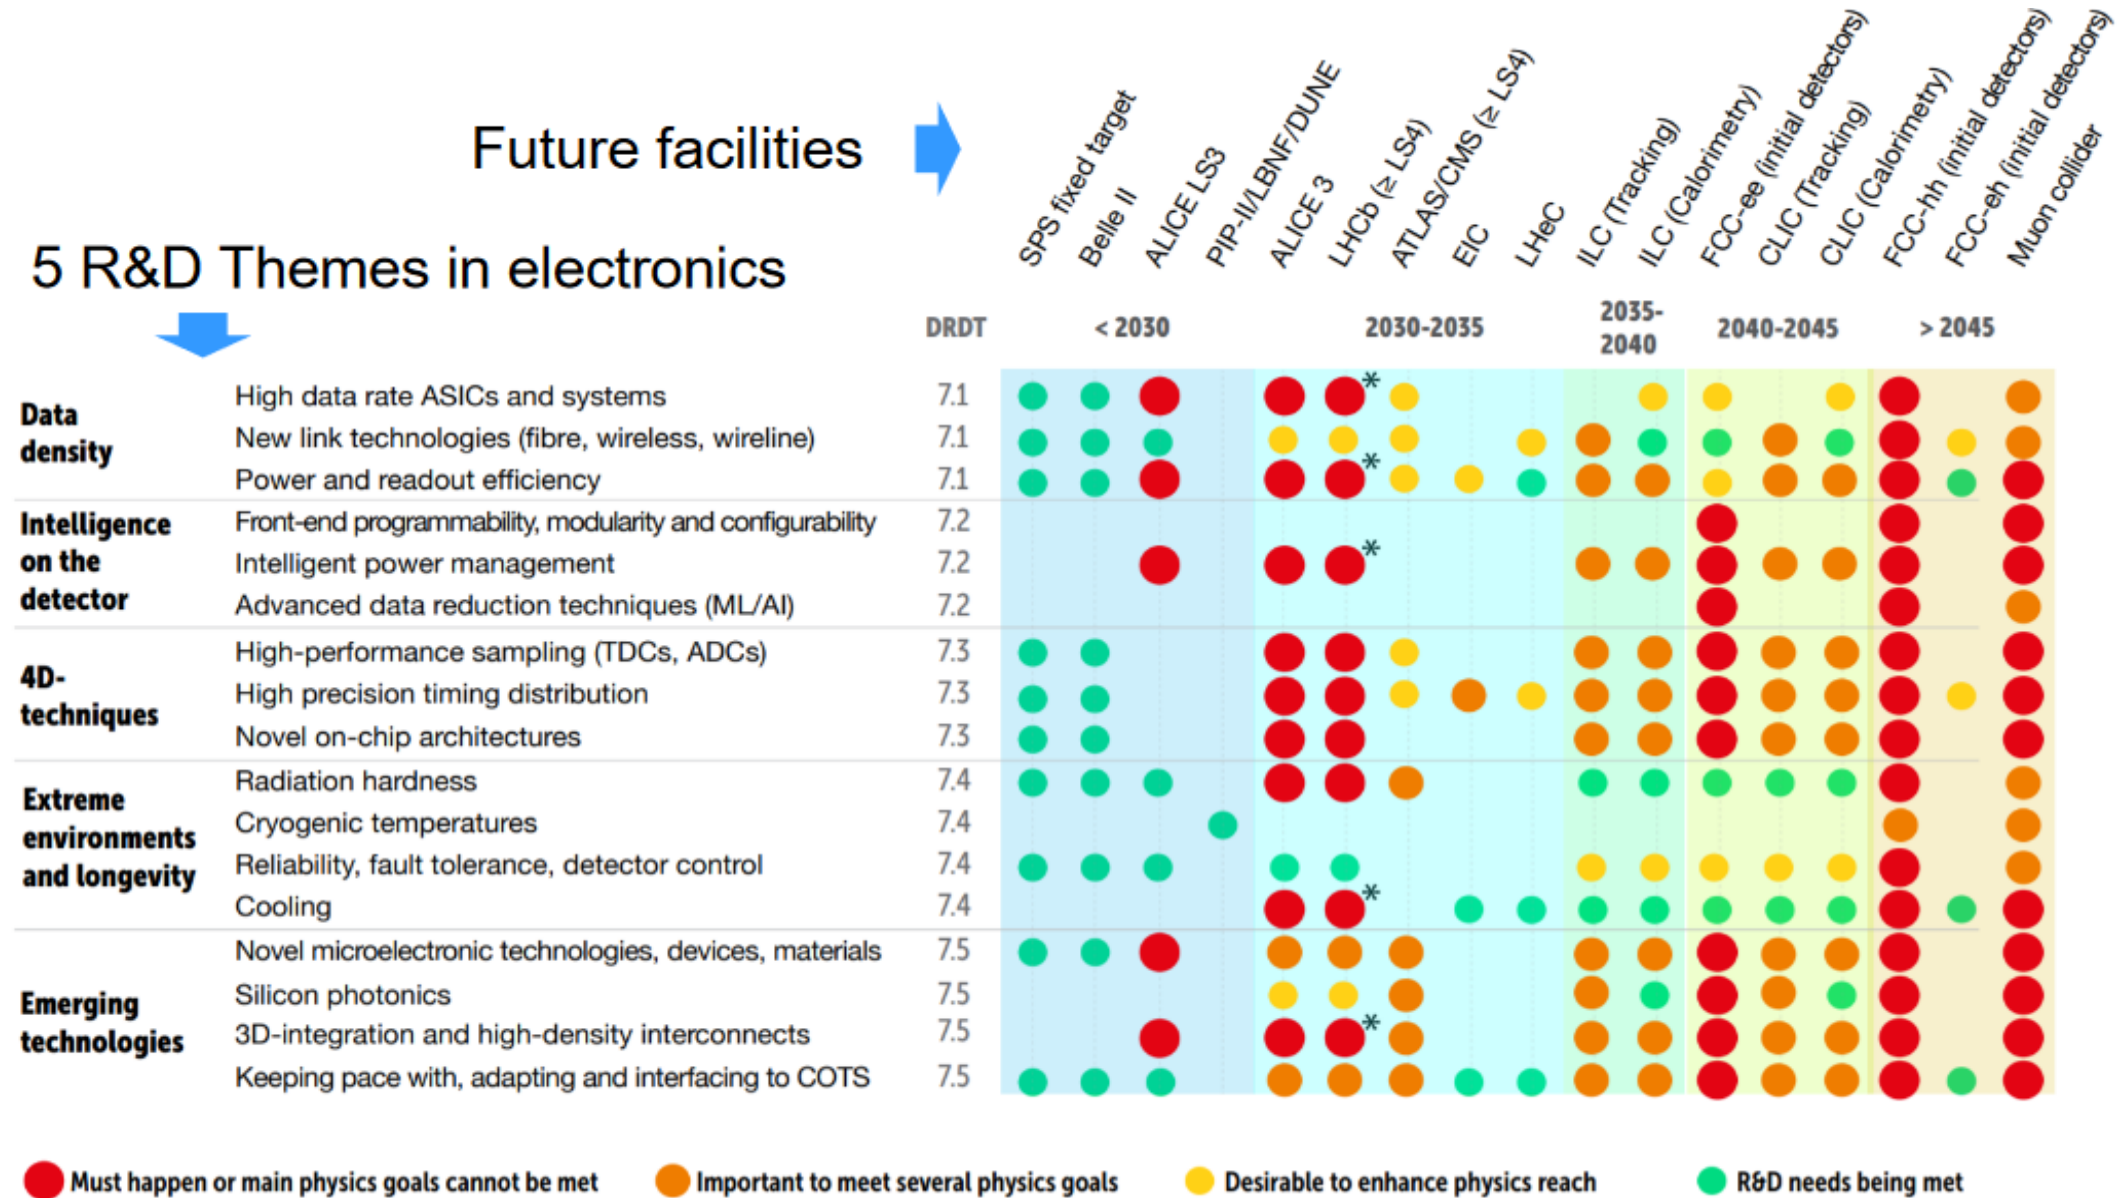 Future facilities
5 R&D Themes in electronics
SPS fixed target
Belle II
ALICE LS3
PIP-II/LBNF/DUNE
ALICE 3
LHCb (≥ LS4)
ATLAS/CMS (≥ LS4)
EIC
LHeC
ILC (Tracking)
ILC (Calorimetry)
FCC-ee (initial detectors)
CLIC (Tracking)
CLIC (Calorimetry)
FCC-hh (initial detectors)
FCC-eh (initial detectors)
Muon collider
DRDT
< 2030
2030-2035
2035-
2040
2040-2045
> 2045
Data
density
High data rate ASICs and systems 7.1 *
New link technologies (fibre, wireless, wireline) 7.1
Power and readout efficiency 7.1 *
Intelligence
on the
detector
Front-end programmability, modularity and configurability 7.2
Intelligent power management 7.2 *
Advanced data reduction techniques (ML/AI) 7.2
4D-
techniques
High-performance sampling (TDCs, ADCs) 7.3
High precision timing distribution 7.3
Novel on-chip architectures 7.3
Extreme
environments
and longevity
Radiation hardness 7.4
Cryogenic temperatures 7.4
Reliability, fault tolerance, detector control 7.4
Cooling 7.4 *
Emerging
technologies
Novel microelectronic technologies, devices, materials 7.5
Silicon photonics 7.5
3D-integration and high-density interconnects 7.5 *
Keeping pace with, adapting and interfacing to COTS 7.5
Must happen or main physics goals cannot be met
Important to meet several physics goals
Desirable to enhance physics reach
R&D needs being met